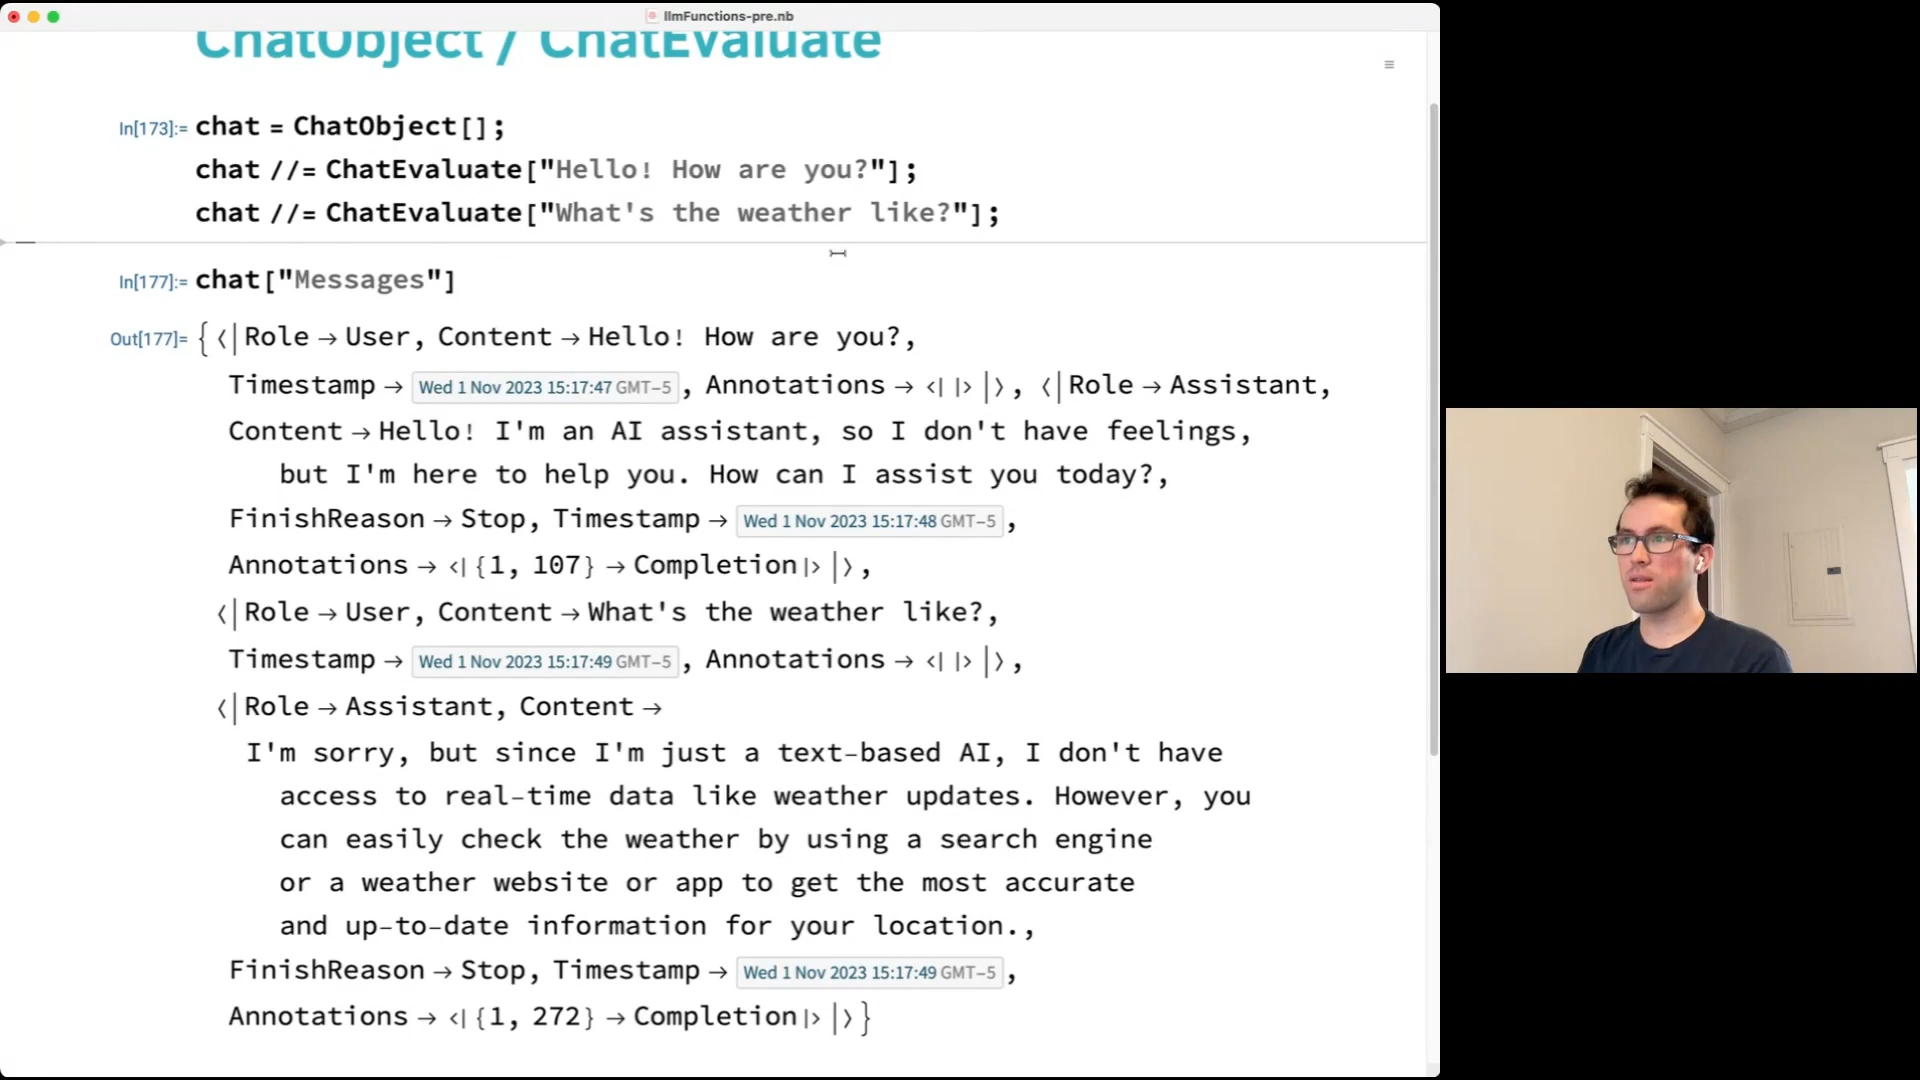 llmFunctions-pre.nb
ChatObject / ChatEvaluate
In[173]:= chat = ChatObject[];
chat //= ChatEvaluate["Hello! How are you?"];
chat //= ChatEvaluate["What's the weather like?"];
In[177]:= chat["Messages"]
Out[177]= {<|Role → User, Content → Hello! How are you?,
Timestamp → Wed 1 Nov 2023 15:17:47 GMT-5, Annotations → <| |> |>, <|Role → Assistant,
Content → Hello! I'm an AI assistant, so I don't have feelings,
but I'm here to help you. How can I assist you today?,
FinishReason → Stop, Timestamp → Wed 1 Nov 2023 15:17:48 GMT-5,
Annotations → <| {1, 107} → Completion |> |>,
<|Role → User, Content → What's the weather like?,
Timestamp → Wed 1 Nov 2023 15:17:49 GMT-5, Annotations → <| |> |>,
<|Role → Assistant, Content →
I'm sorry, but since I'm just a text-based AI, I don't have
access to real-time data like weather updates. However, you
can easily check the weather by using a search engine
or a weather website or app to get the most accurate
and up-to-date information for your location.,
FinishReason → Stop, Timestamp → Wed 1 Nov 2023 15:17:49 GMT-5,
Annotations → <| {1, 272} → Completion |> |>}